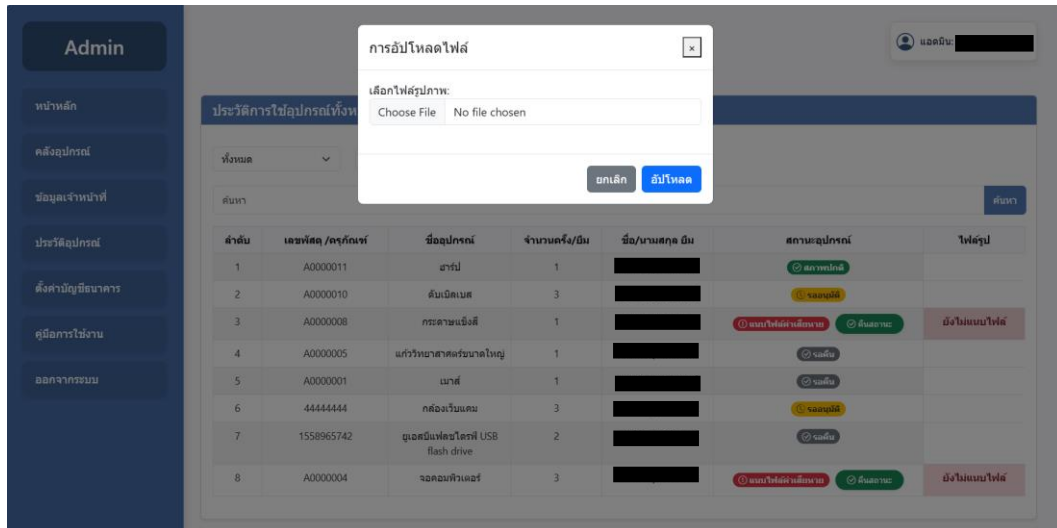 Admin
หน้าหลัก
คลังอุปกรณ์
ข้อมูลเจ้าหน้าที่
ประวัติอุปกรณ์
ตั้งค่าบัญชีธนาคาร
คู่มือการใช้งาน
ออกจากระบบ
แอดมิน:
การอัปโหลดไฟล์
×
เลือกไฟล์รูปภาพ:
Choose File No file chosen
ยกเลิก อัปโหลด
ประวัติการใช้อุปกรณ์ทั้งห
ทั้งหมด
ค้นหา ค้นหา
ลำดับ เลขพัสดุ /ครุภัณฑ์ ชื่ออุปกรณ์ จำนวนครั้ง/ยืม ชื่อ/นามสกุล ยืม สถานะอุปกรณ์ ไฟล์รูป
1 A0000011 ฮาร์ป 1 สภาพปกติ
2 A0000010 ดับเบิลเบส 3 รออนุมัติ
3 A0000008 กระดาษแข็งสี 1 แนบไฟล์ค่าเสียหาย คืนสถานะ ยังไม่แนบไฟล์
4 A0000005 แก้ววิทยาศาสตร์ขนาดใหญ่ 1 รอคืน
5 A0000001 เมาส์ 1 รอคืน
6 44444444 กล้องเว็บแคม 3 รออนุมัติ
7 1558965742 ยูเอสบีแฟลชไดรฟ์ USB 2 รอคืน
flash drive
8 A0000004 จอคอมพิวเตอร์ 3 แนบไฟล์ค่าเสียหาย คืนสถานะ ยังไม่แนบไฟล์